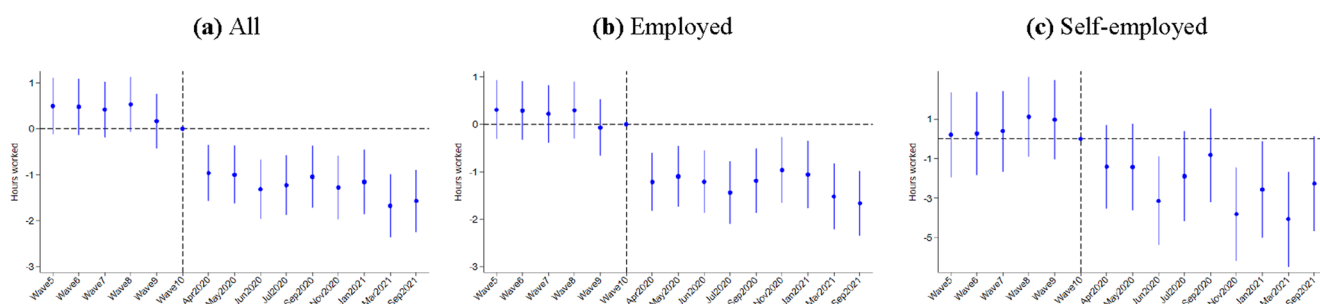 (a) All
(b) Employed
(c) Self-employed
Hours worked
1
0
-1
-2
-3
Wave5
Wave6
Wave7
Wave8
Wave9
Wave10
Apr2020
May2020
Jun2020
Jul2020
Sep2020
Nov2020
Jan2021
Mar2021
Sep2021
Hours worked
1
0
-1
-2
-3
Wave5
Wave6
Wave7
Wave8
Wave9
Wave10
Apr2020
May2020
Jun2020
Jul2020
Sep2020
Nov2020
Jan2021
Mar2021
Sep2021
Hours worked
1
-1
-3
-5
Wave5
Wave6
Wave7
Wave8
Wave9
Wave10
Apr2020
May2020
Jun2020
Jul2020
Sep2020
Nov2020
Jan2021
Mar2021
Sep2021